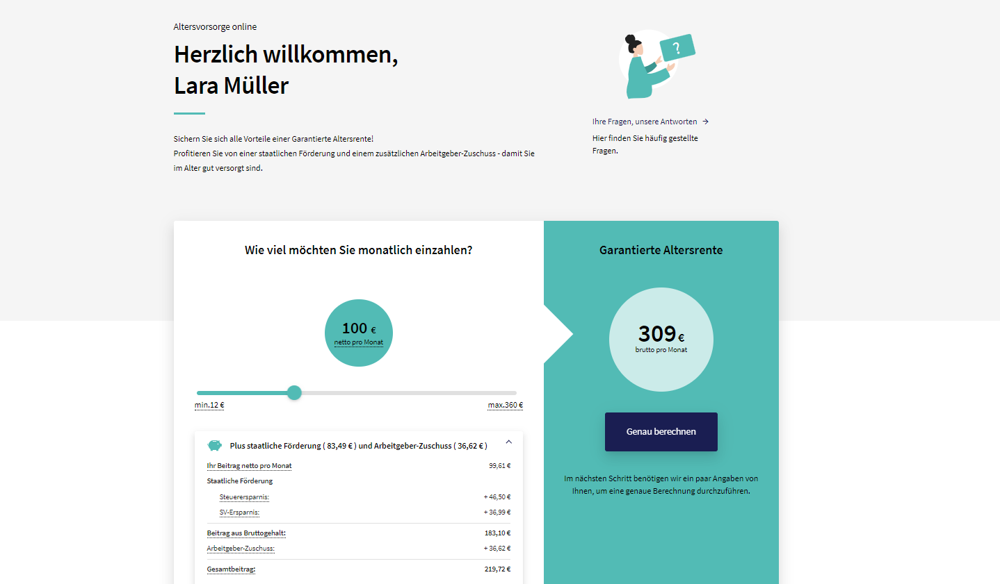 Altersvorsorge online
Herzlich willkommen,
Lara Müller
Sichern Sie sich alle Vorteile einer Garantierte Altersrente!
Profitieren Sie von einer staatlichen Förderung und einem zusätzlichen Arbeitgeber-Zuschuss - damit Sie
im Alter gut versorgt sind.
?
Ihre Fragen, unsere Antworten →
Hier finden Sie häufig gestellte
Fragen.
Wie viel möchten Sie monatlich einzahlen?
100 €
netto pro Monat
min.12 €
max.360 €
Plus staatliche Förderung ( 83,49 € ) und Arbeitgeber-Zuschuss ( 36,62 € )
Ihr Beitrag netto pro Monat 99,61 €
Staatliche Förderung
Steuerersparnis: + 46,50 €
SV-Ersparnis: + 36,99 €
Beitrag aus Bruttogehalt: 183,10 €
Arbeitgeber-Zuschuss: + 36,62 €
Gesamtbeitrag: 219,72 €
Garantierte Altersrente
309 €
brutto pro Monat
Genau berechnen
Im nächsten Schritt benötigen wir ein paar Angaben von
Ihnen, um eine genaue Berechnung durchzuführen.